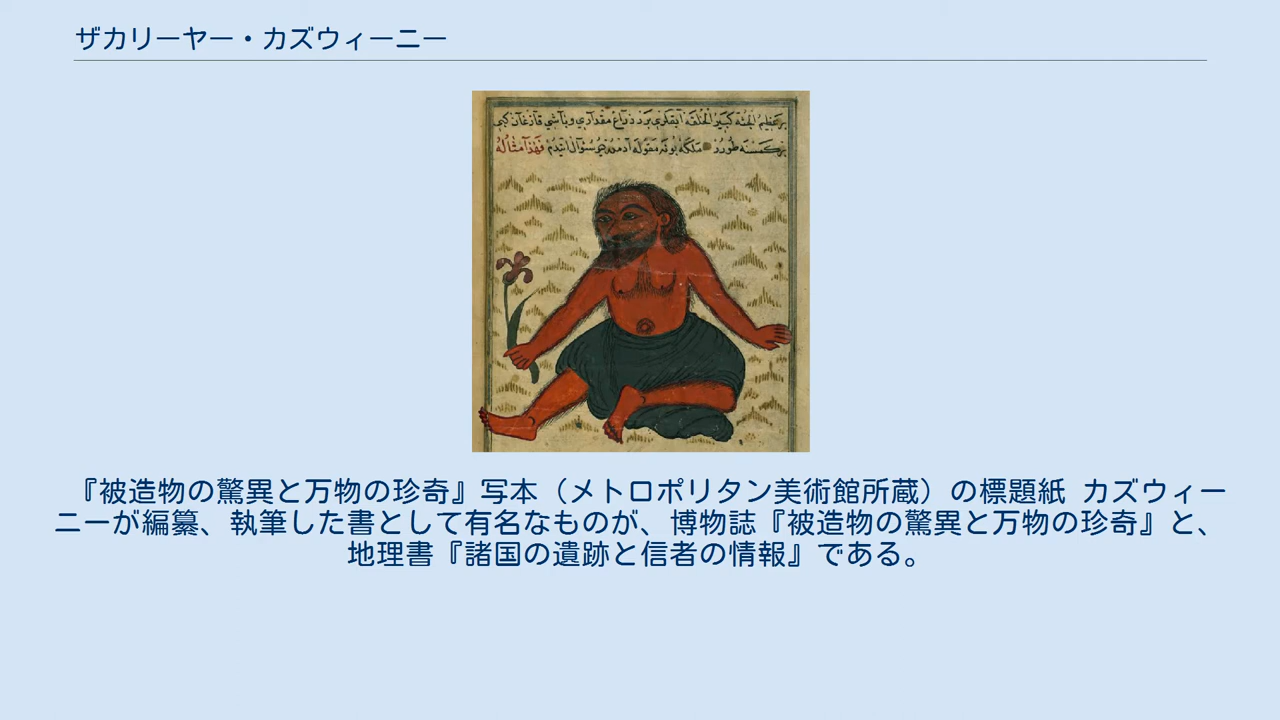 ザカリーヤー・カズウィーニー
『被造物の驚異と万物の珍奇』写本（メトロポリタン美術館所蔵）の標題紙 カズウィー
ニーが編纂、執筆した書として有名なものが、博物誌『被造物の驚異と万物の珍奇』と、
地理書『諸国の遺跡と信者の情報』である。